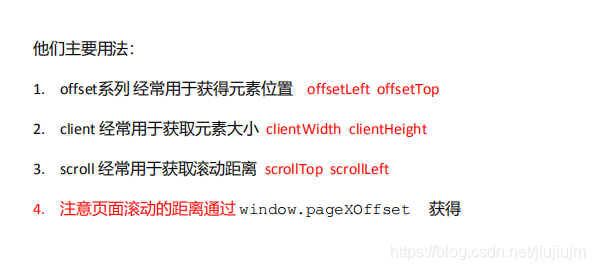 他们主要用法：
1. offset系列 经常用于获得元素位置 offsetLeft offsetTop
2. client 经常用于获取元素大小 clientWidth clientHeight
3. scroll 经常用于获取滚动距离 scrollTop scrollLeft
4. 注意页面滚动的距离通过 window.pageXOffset 获得
https://blog.csdn.net/jiujiujm